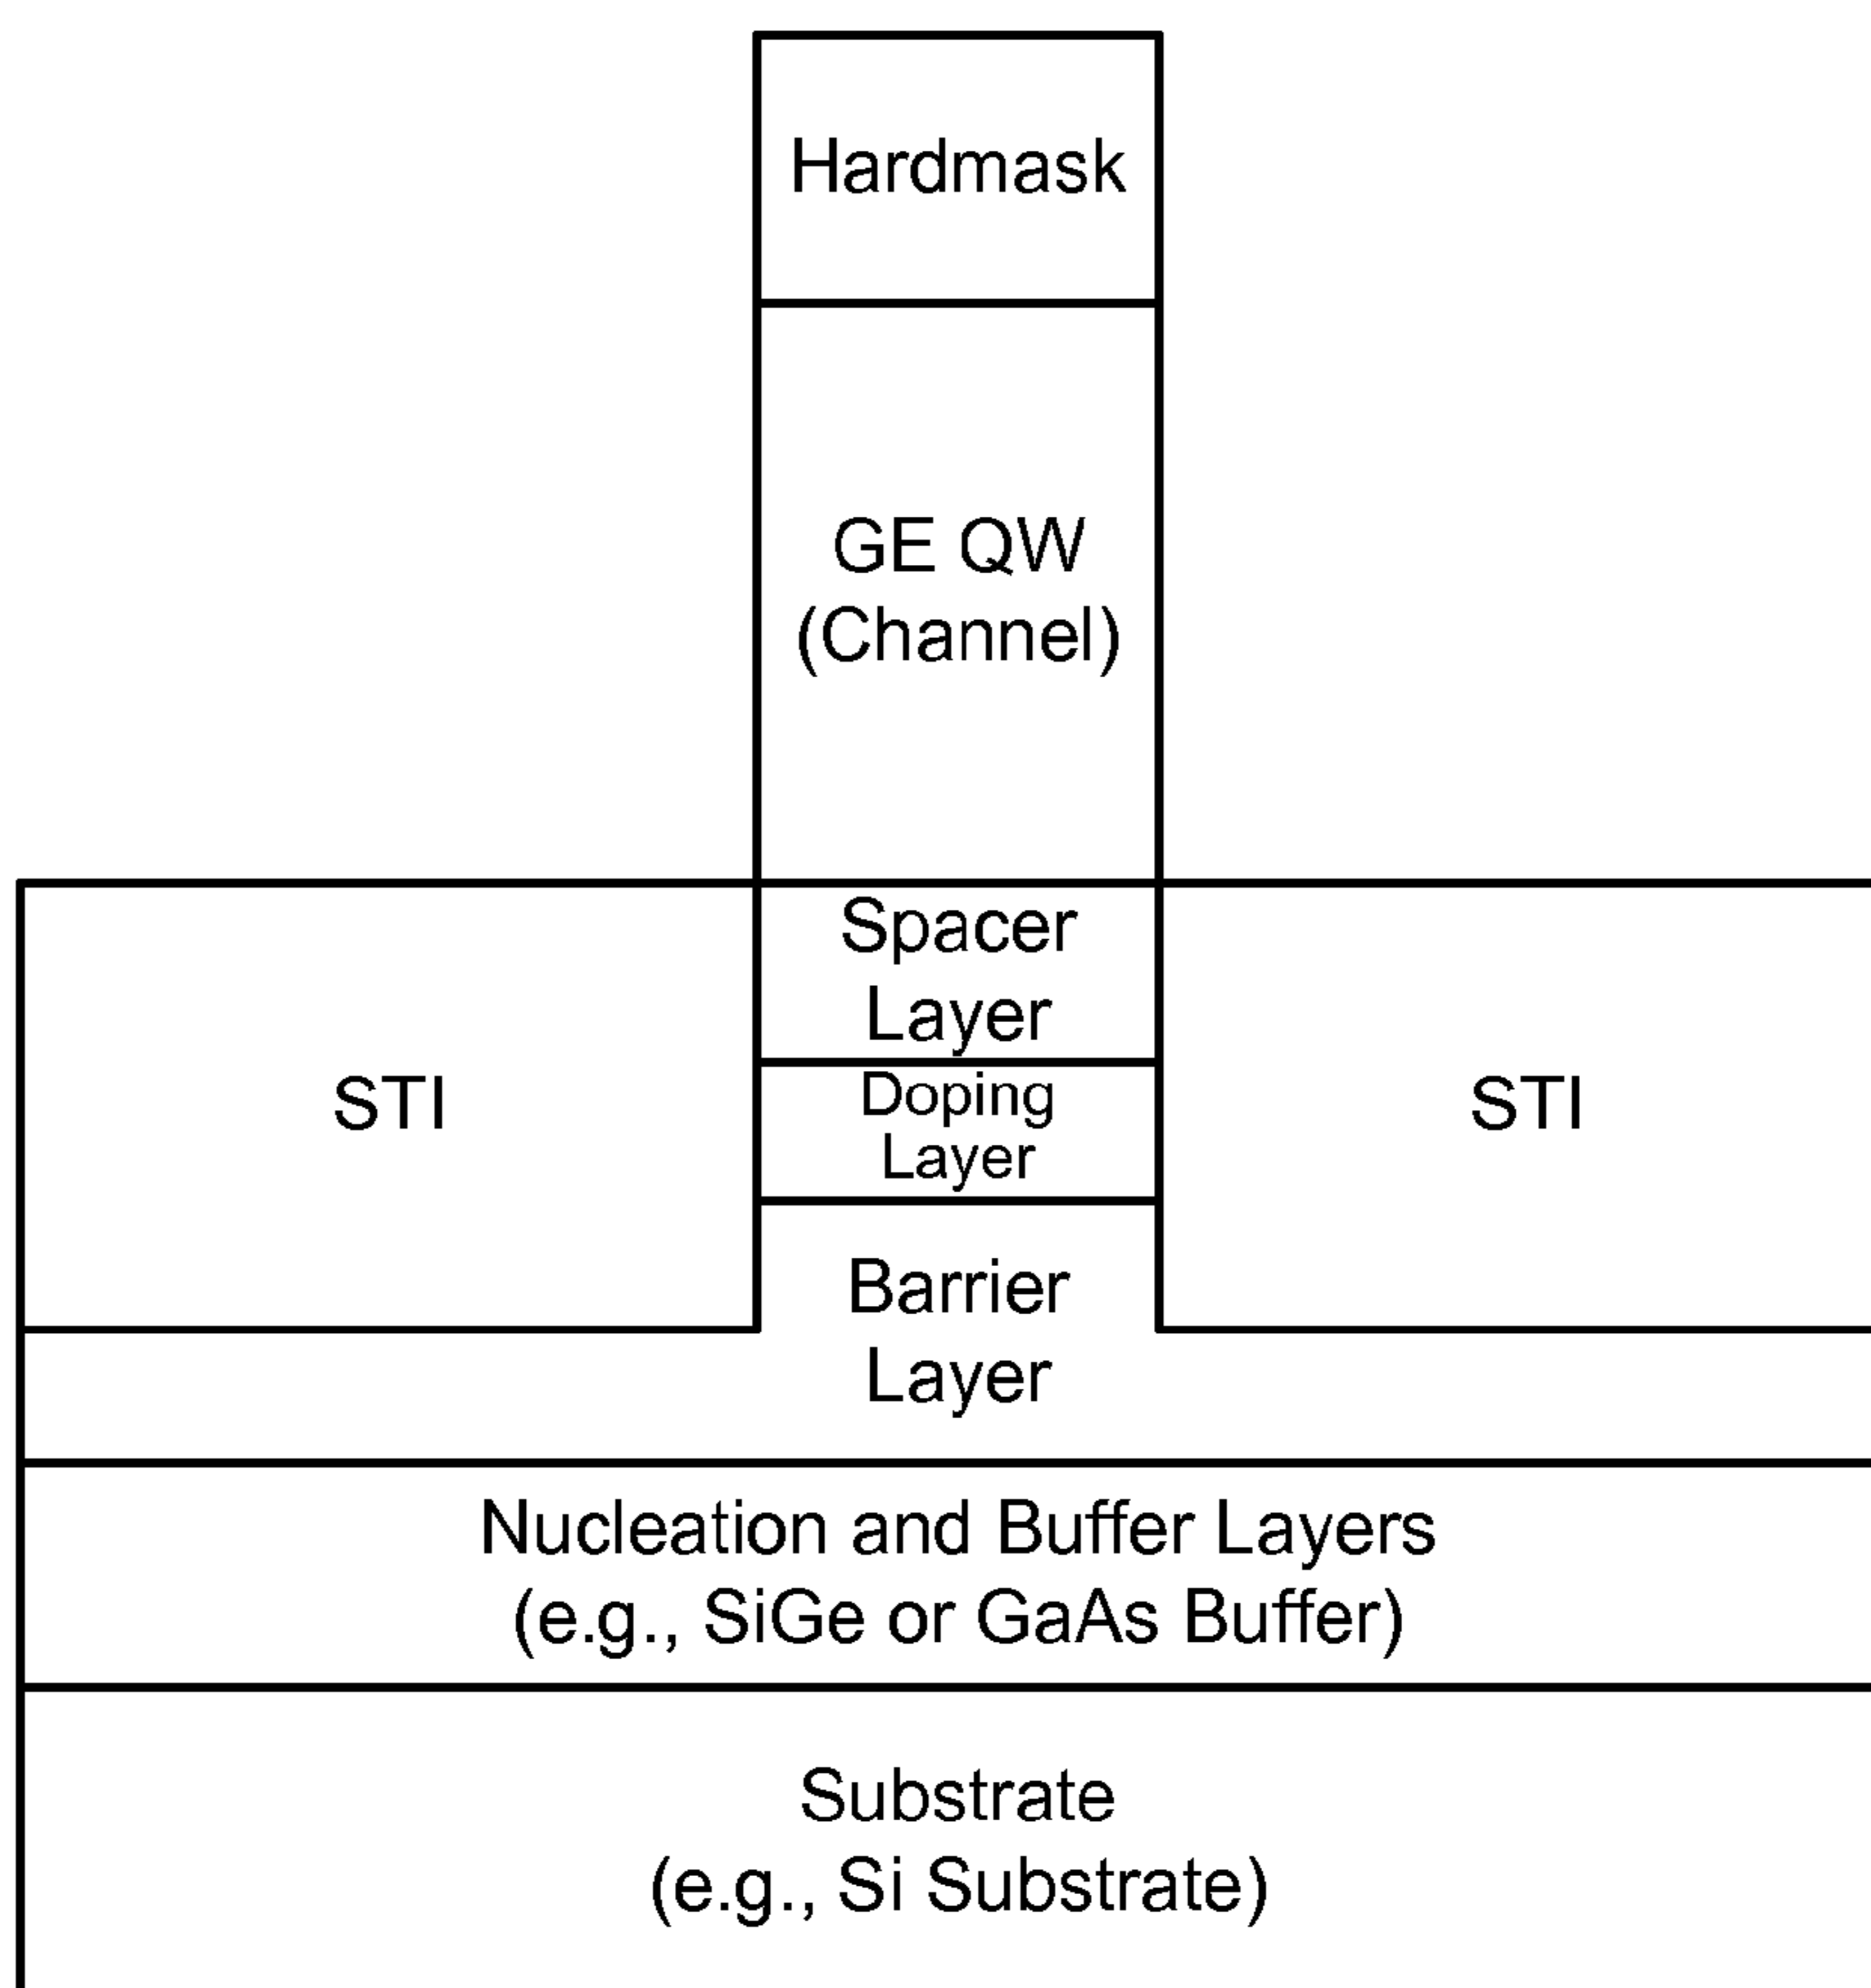 Hardmask
GE QW
(Channel)
Spacer
Layer
STI
Doping
Layer
STI
Barrier
Layer
Nucleation and Buffer Layers
(e.g., SiGe or GaAs Buffer)
Substrate
(e.g., Si Substrate)